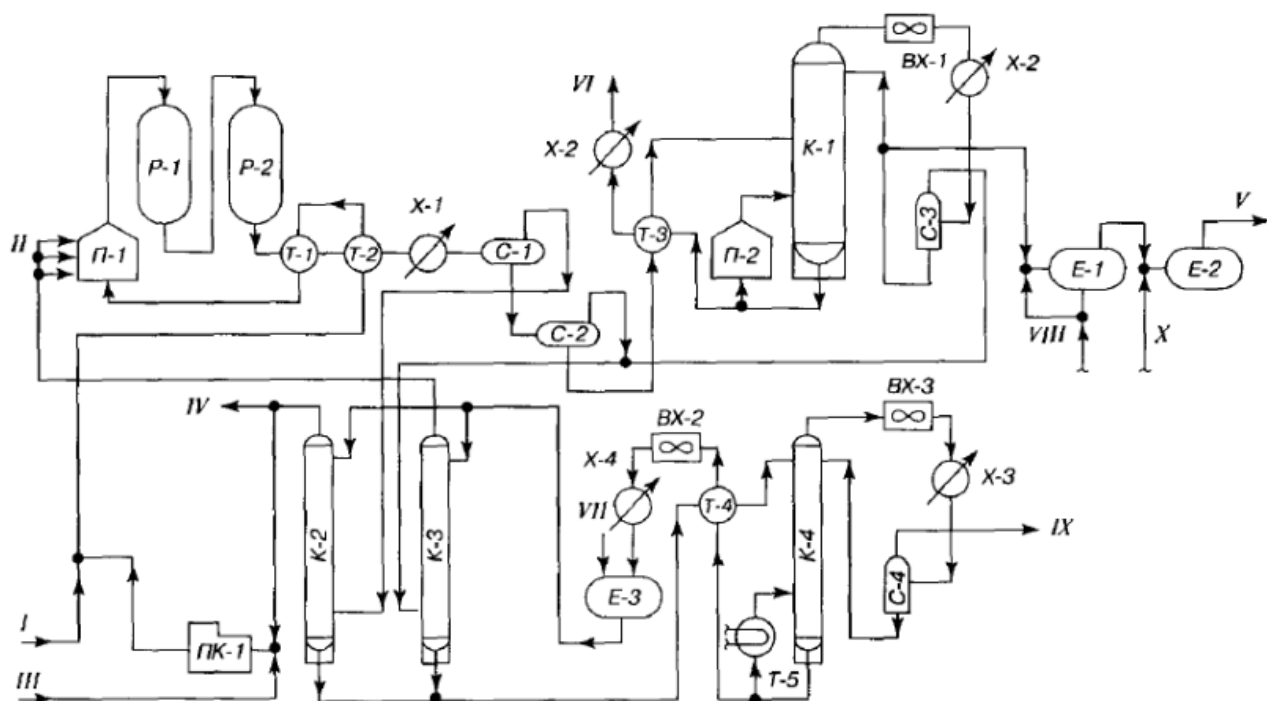 ВХ-1
Х-2
VI
Х-2
К-1
Р-1
Р-2
Х-1
II
П-1
Т-1
Т-2
С-1
Т-3
П-2
С-3
V
Е-1
Е-2
С-2
VIII
X
IV
ВХ-2
ВХ-3
Х-4
Х-3
VII
Т-4
К-2
К-3
К-4
IX
Е-3
С-4
I
ПК-1
Т-5
III